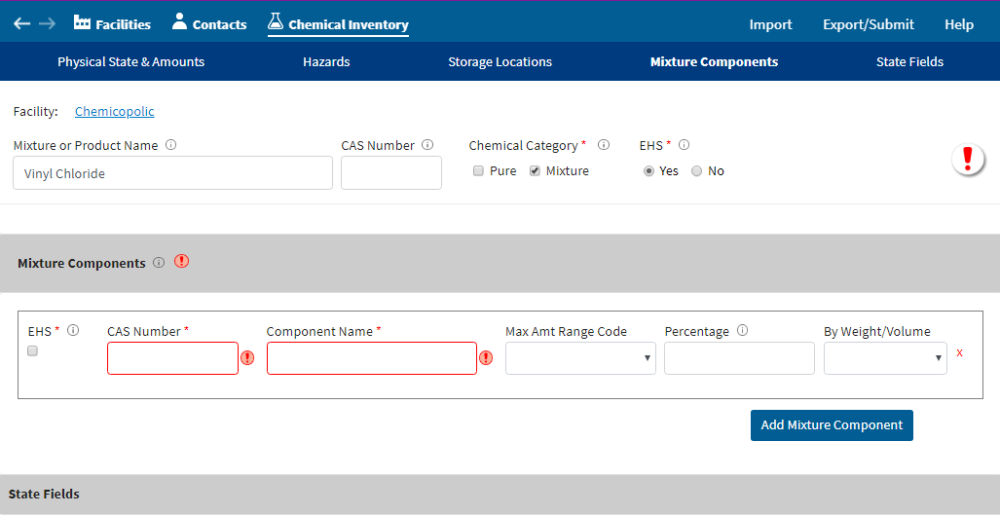 Facilities Contacts Chemical Inventory Import Export/Submit Help
Physical State & Amounts Hazards Storage Locations Mixture Components State Fields
Facility: Chemicopolic
Mixture or Product Name CAS Number Chemical Category * EHS *
Vinyl Chloride Pure Mixture Yes No
Mixture Components
EHS * CAS Number * Component Name * Max Amt Range Code Percentage By Weight/Volume
x
Add Mixture Component
State Fields